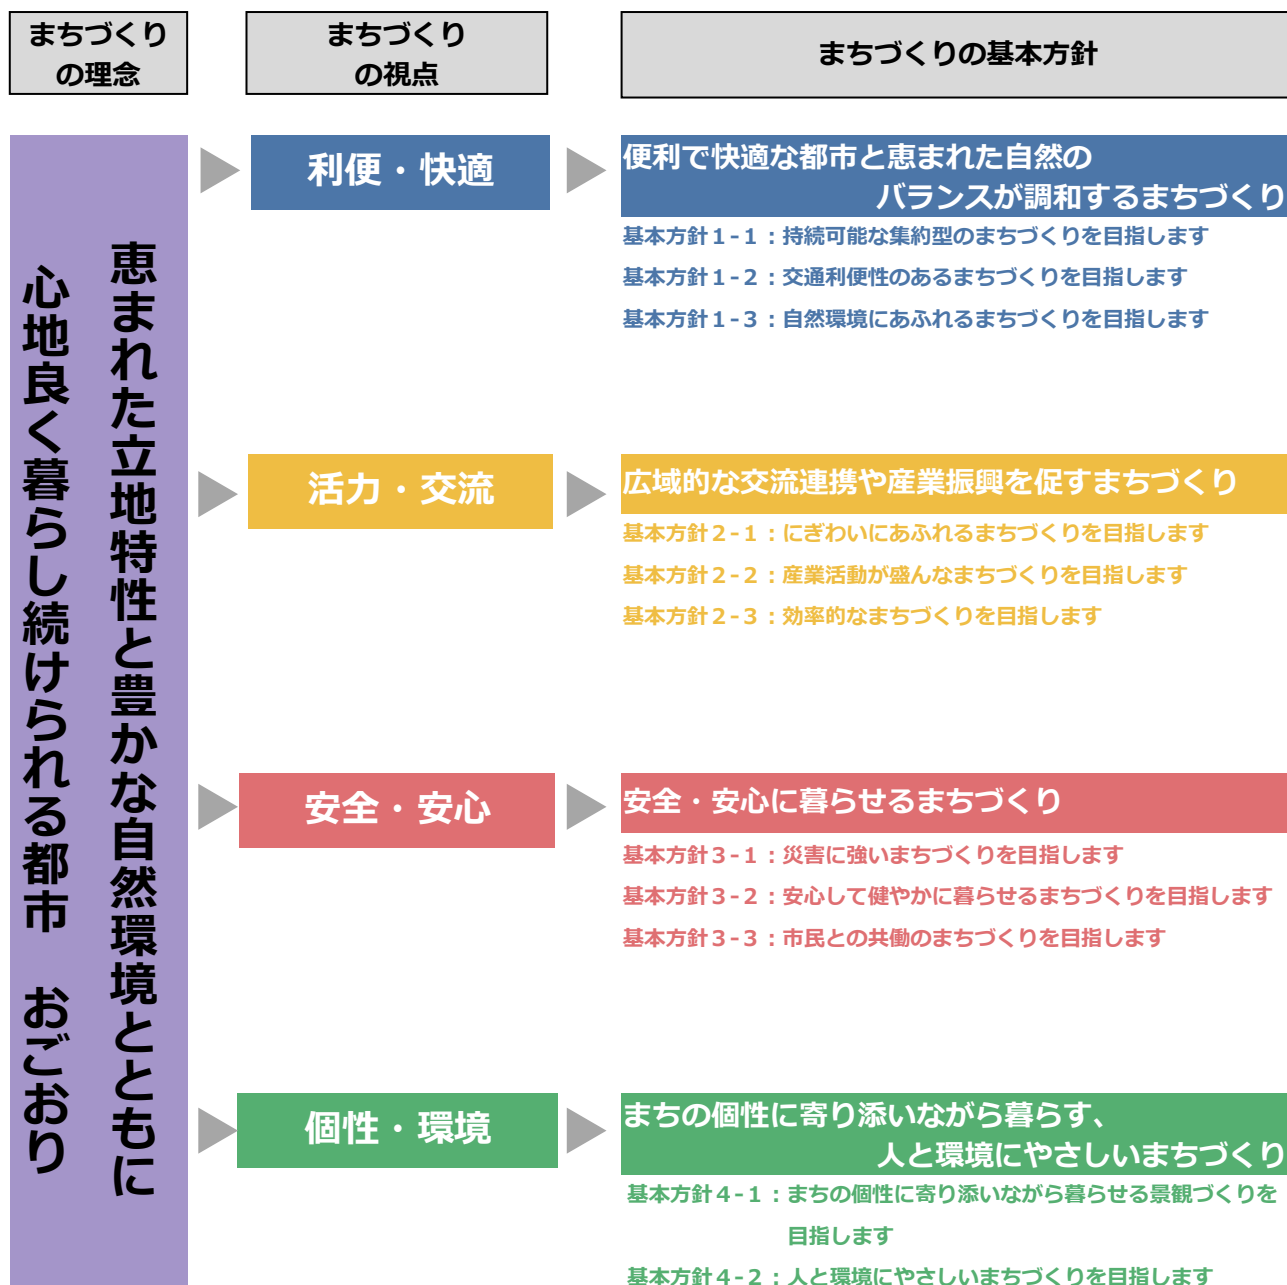 まちづくり
の理念
まちづくり
の視点
まちづくりの基本方針
恵まれた立地特性と豊かな自然環境とともに
心地良く暮らし続けられる都市　おごおり
利便・快適
便利で快適な都市と恵まれた自然の
バランスが調和するまちづくり
基本方針１-１：持続可能な集約型のまちづくりを目指します
基本方針１-２：交通利便性のあるまちづくりを目指します
基本方針１-３：自然環境にあふれるまちづくりを目指します
活力・交流
広域的な交流連携や産業振興を促すまちづくり
基本方針２-１：にぎわいにあふれるまちづくりを目指します
基本方針２-２：産業活動が盛んなまちづくりを目指します
基本方針２-３：効率的なまちづくりを目指します
安全・安心
安全・安心に暮らせるまちづくり
基本方針３-１：災害に強いまちづくりを目指します
基本方針３-２：安心して健やかに暮らせるまちづくりを目指します
基本方針３-３：市民との共働のまちづくりを目指します
個性・環境
まちの個性に寄り添いながら暮らす、
人と環境にやさしいまちづくり
基本方針４-１：まちの個性に寄り添いながら暮らせる景観づくりを
目指します
基本方針４-２：人と環境にやさしいまちづくりを目指します